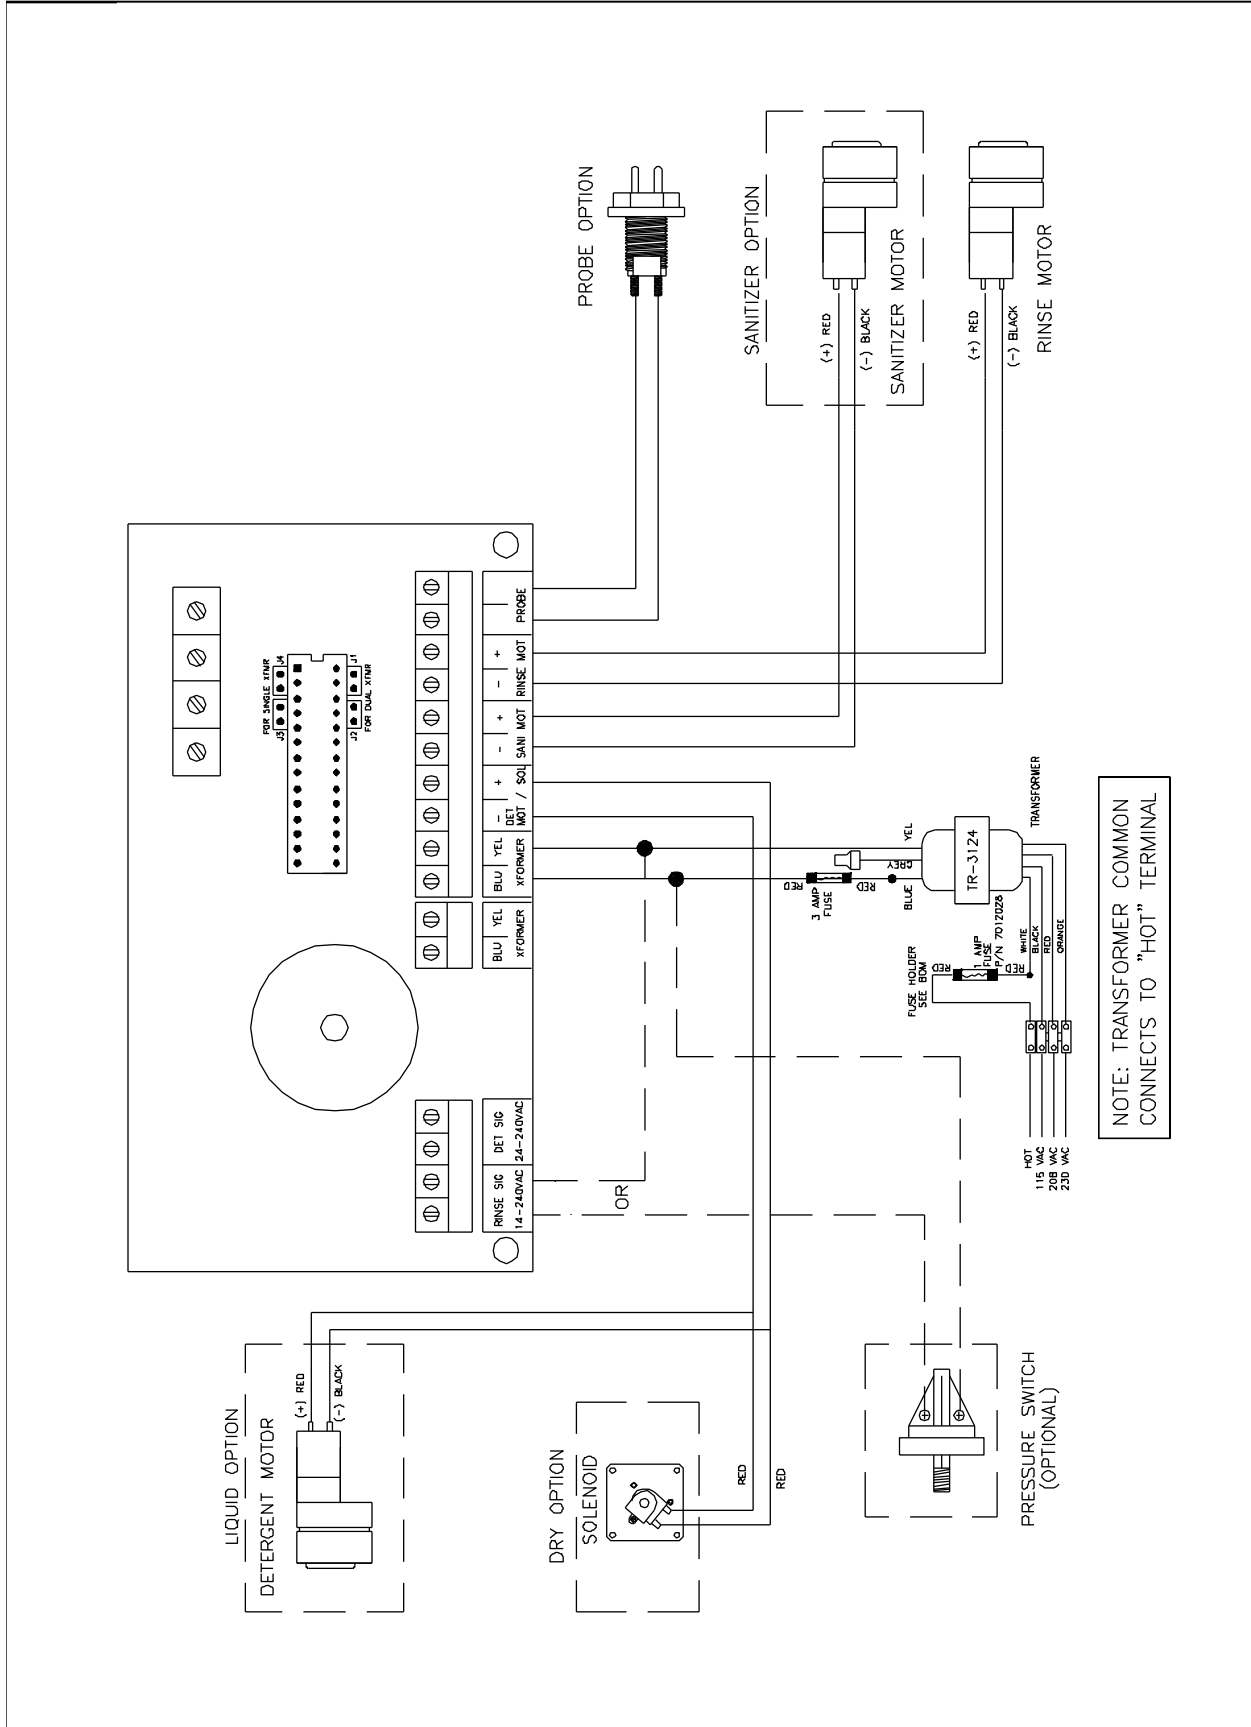 LIQUID OPTION
DETERGENT MOTOR
(+) RED
(-) BLACK
DRY OPTION
SOLENOID
RED
RED
PRESSURE SWITCH
(OPTIONAL)
RINSE SIG
14-240VAC
DET SIG
24-240VAC
OR
BLU
YEL
XFORMER
BLU
YEL
XFORMER
-
+
DET
MOT / SOL
-
+
SANI MOT
-
+
RINSE MOT
PROBE
FOR SINGLE XFMR
J3
J4
J2
J1
FOR DUAL XFMR
PROBE OPTION
SANITIZER OPTION
(+) RED
(-) BLACK
SANITIZER MOTOR
(+) RED
(-) BLACK
RINSE MOTOR
RED
3 AMP
FUSE
RED
BLUE
GREY
YEL
TR-3124
TRANSFORMER
FUSE HOLDER
SEE BOM
RED
1 AMP
FUSE
P/N 7012028
RED
WHITE
BLACK
RED
ORANGE
HOT
115 VAC
208 VAC
230 VAC
NOTE: TRANSFORMER COMMON
CONNECTS TO "HOT" TERMINAL